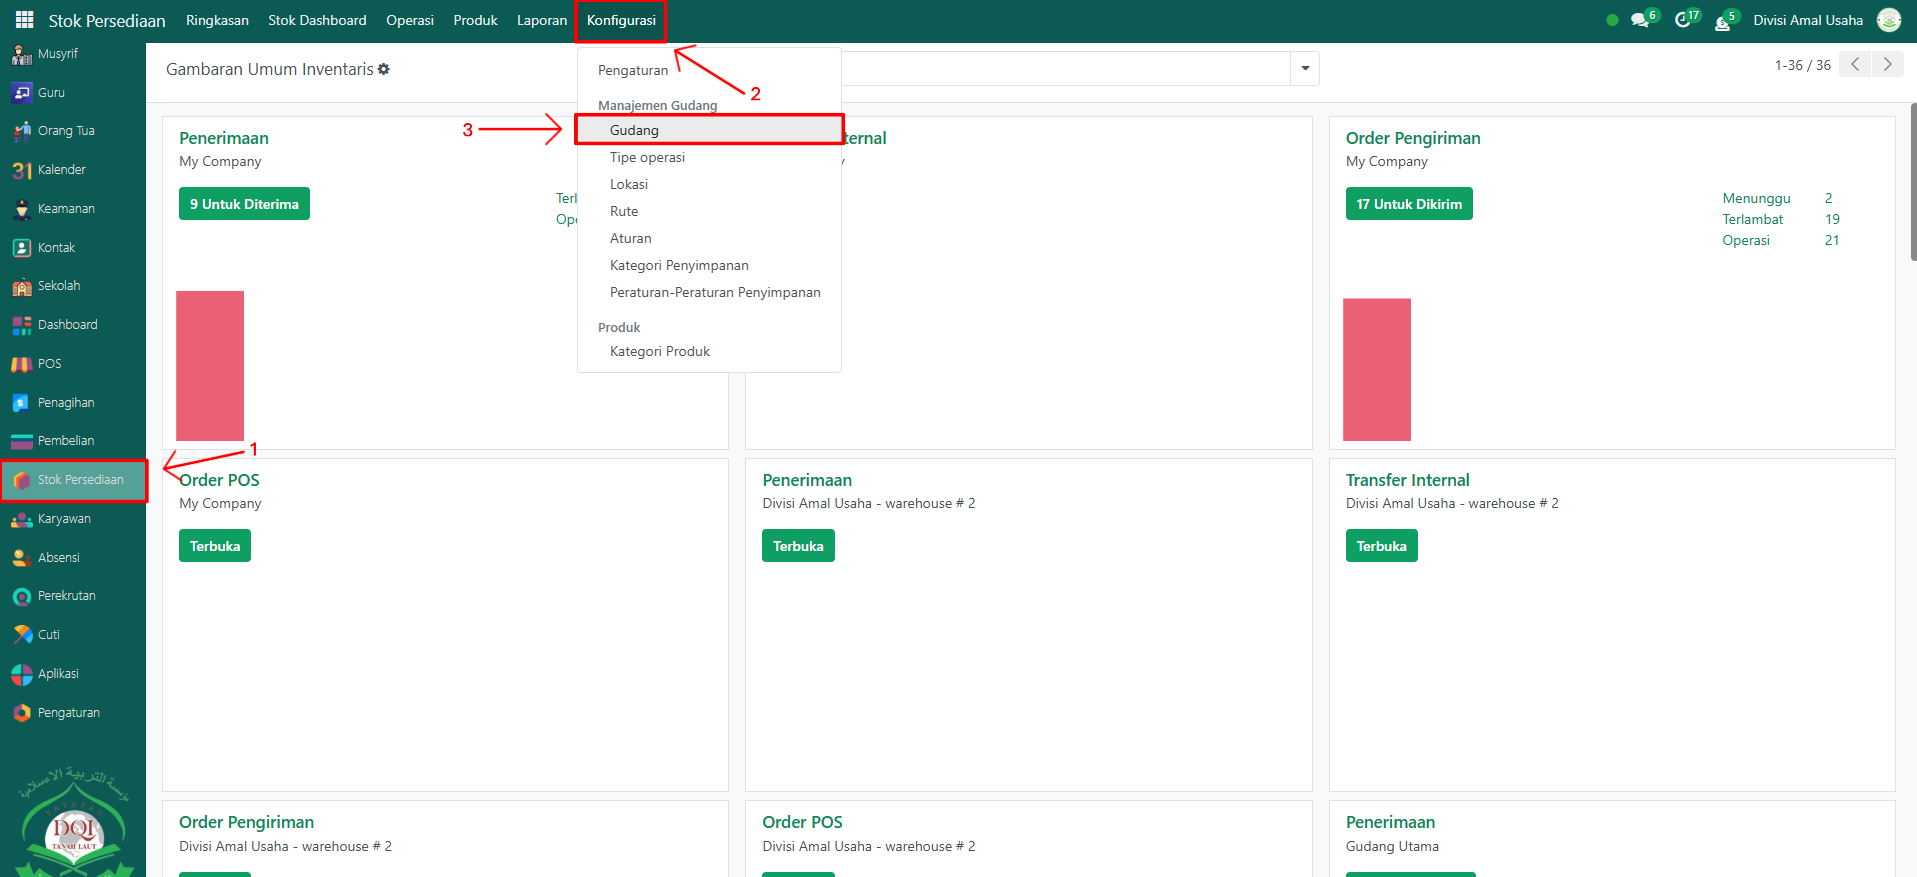 Stok Persediaan Ringkasan Stok Dashboard Operasi Produk Laporan Konfigurasi 6 17 5 Divisi Amal Usaha
Musyrif
Guru
Orang Tua
31 Kalender
Keamanan
Kontak
Sekolah
Dashboard
POS
Penagihan
Pembelian
Stok Persediaan
Karyawan
Absensi
Perekrutan
Cuti
Aplikasi
Pengaturan
مؤسسة التربية الإسلامية
YAYASAN
DQI
TANAH LAUT
1
2
3
Gambaran Umum Inventaris
1-36 / 36
Pengaturan
Manajemen Gudang
Gudang
Tipe operasi
Lokasi
Rute
Aturan
Kategori Penyimpanan
Peraturan-Peraturan Penyimpanan
Produk
Kategori Produk
Penerimaan
My Company
9 Untuk Diterima
Terl
Ope
ternal
Order Pengiriman
My Company
17 Untuk Dikirim
Menunggu 2
Terlambat 19
Operasi 21
Order POS
My Company
Terbuka
Penerimaan
Divisi Amal Usaha - warehouse # 2
Terbuka
Transfer Internal
Divisi Amal Usaha - warehouse # 2
Terbuka
Order Pengiriman
Divisi Amal Usaha - warehouse # 2
Order POS
Divisi Amal Usaha - warehouse # 2
Penerimaan
Gudang Utama